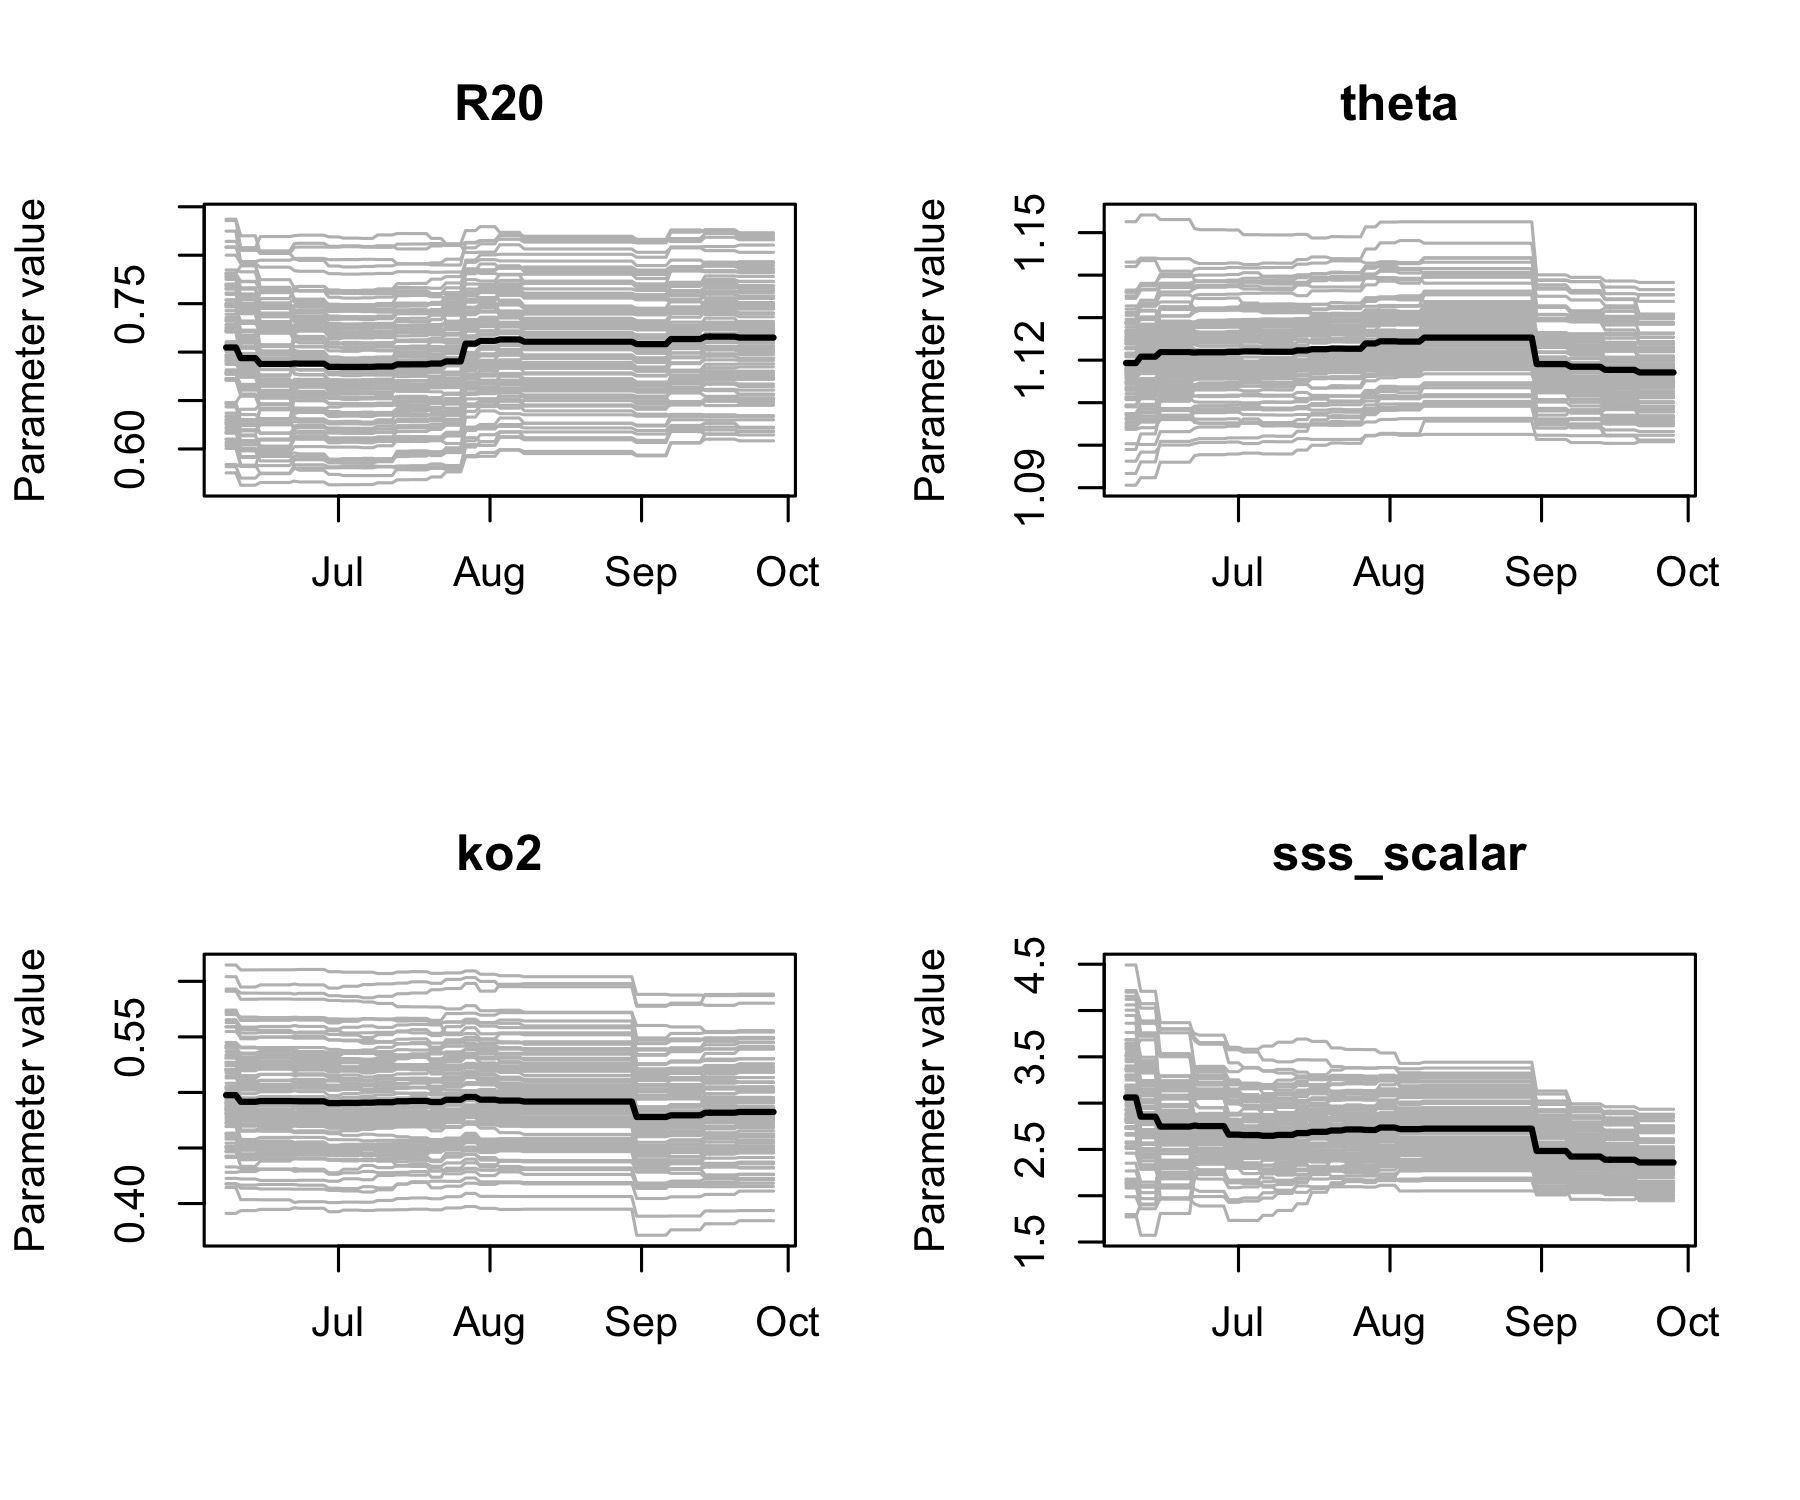 R20
Parameter value
0.60
0.75
Jul Aug Sep Oct
theta
Parameter value
1.09
1.12
1.15
Jul Aug Sep Oct
ko2
Parameter value
0.40
0.55
Jul Aug Sep Oct
sss_scalar
Parameter value
1.5
2.5
3.5
4.5
Jul Aug Sep Oct